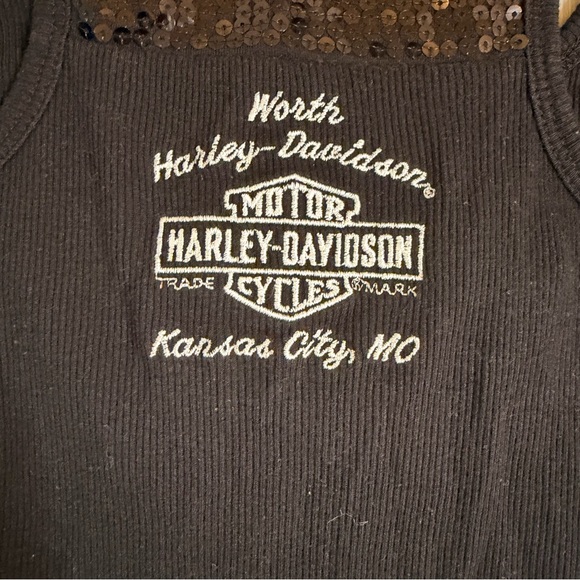 Worth
Harley-Davidson®
MOTOR
HARLEY-DAVIDSON
TRADE ® MARK
CYCLES
Kansas City, MO